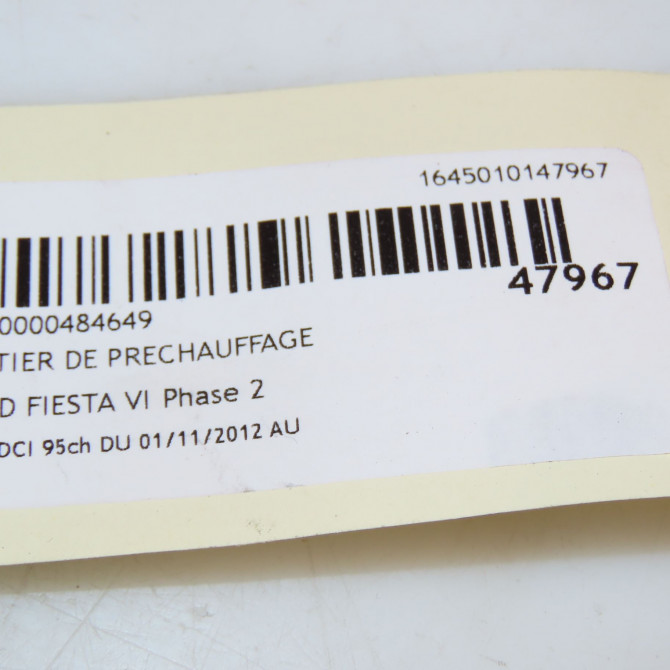 1645010147967
47967
0000484649
TIER DE PRECHAUFFAGE
D FIESTA VI Phase 2
DCI 95ch DU 01/11/2012 AU